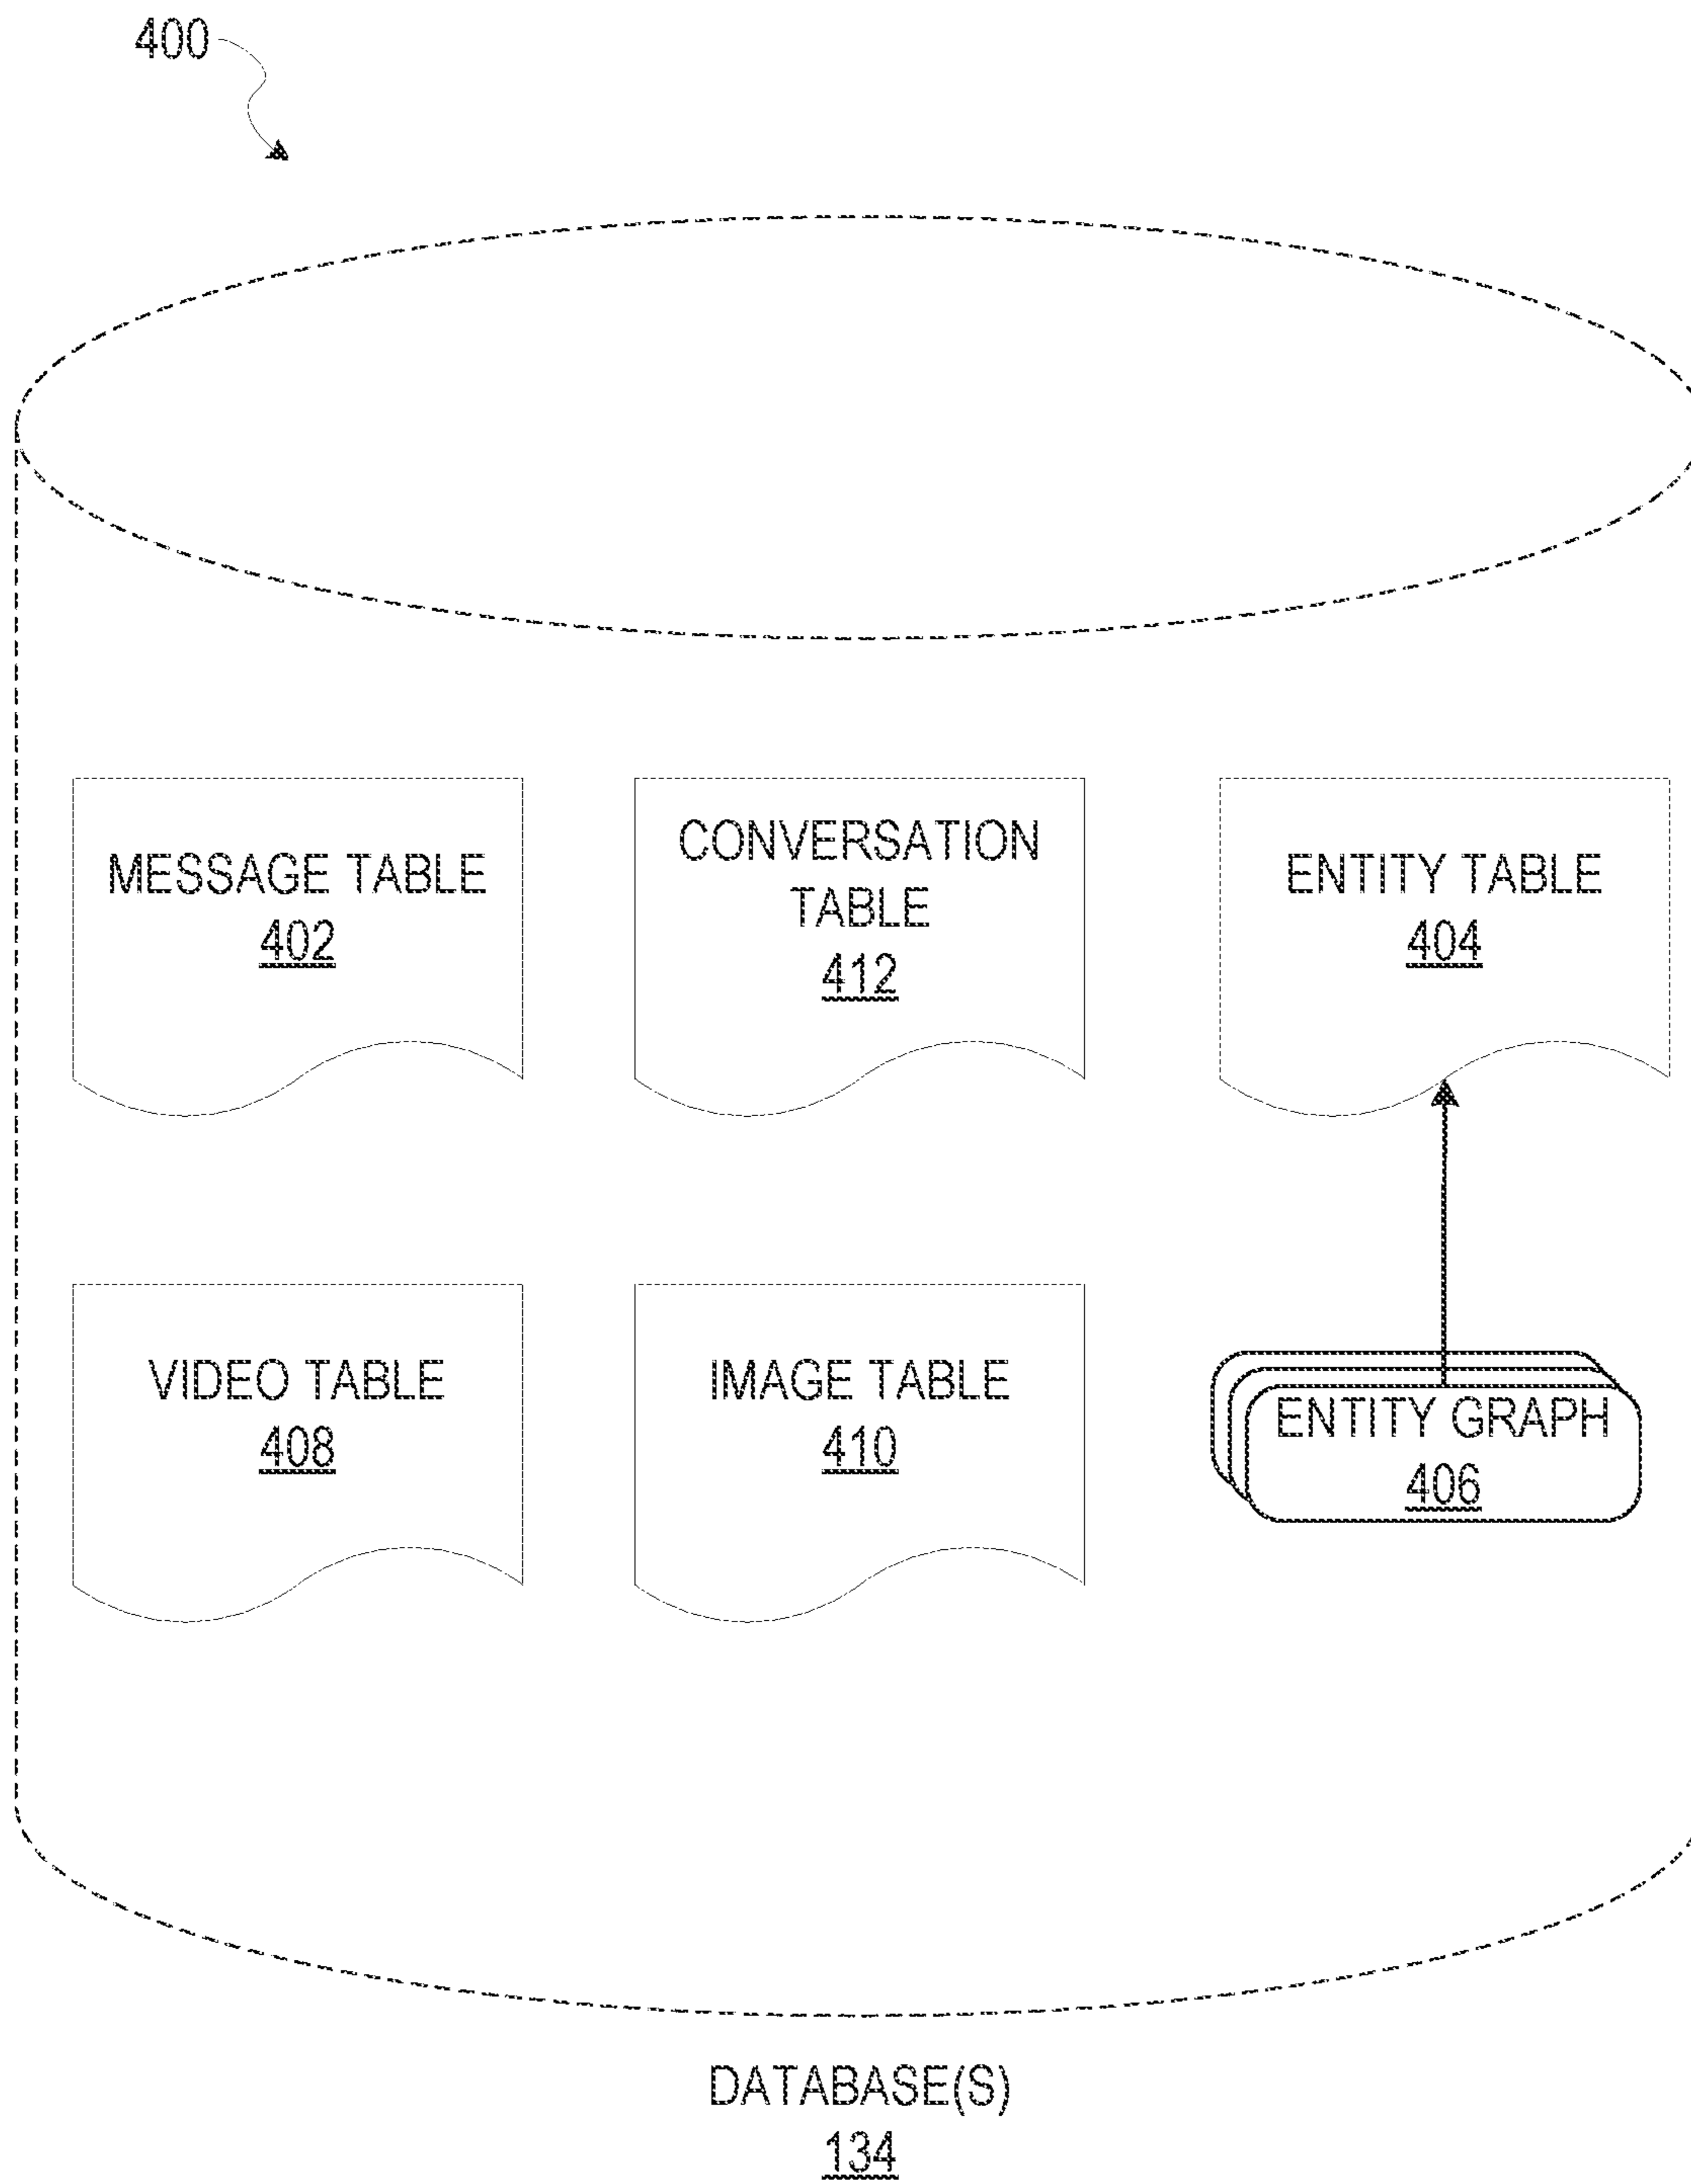 400
MESSAGE TABLE
402
CONVERSATION
TABLE
412
ENTITY TABLE
404
VIDEO TABLE
408
IMAGE TABLE
410
ENTITY GRAPH
406
DATABASE(S)
134